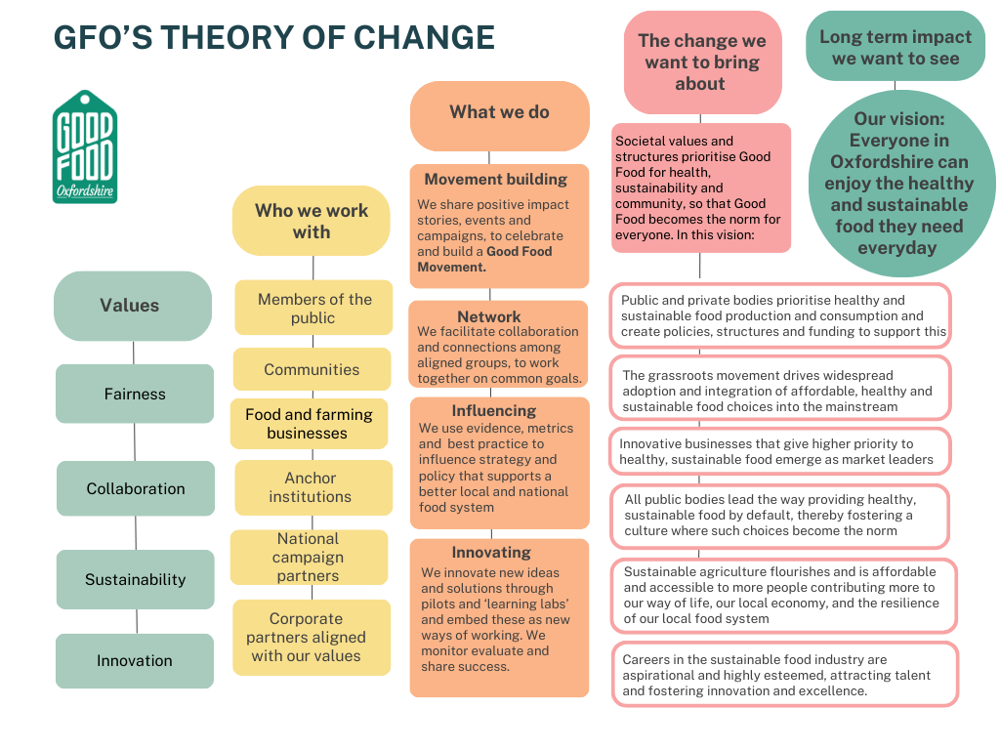 GFO'S THEORY OF CHANGE
GOOD
FOOD
Oxfordshire
Values
Fairness
Collaboration
Sustainability
Innovation
Who we work
with
Members of the
public
Communities
Food and farming
businesses
Anchor
institutions
National
campaign
partners
Corporate
partners aligned
with our values
What we do
Movement building
We share positive impact
stories, events and
campaigns, to celebrate
and build a Good Food
Movement.
Network
We facilitate collaboration
and connections among
aligned groups, to work
together on common goals.
Influencing
We use evidence, metrics
and  best practice to
influence strategy and
policy that supports a
better local and national
food system
Innovating
We innovate new ideas
and solutions through
pilots and ‘learning labs’
and embed these as new
ways of working. We
monitor evaluate and
share success.
The change we
want to bring
about
Societal values and
structures prioritise Good
Food for health,
sustainability and
community, so that Good
Food becomes the norm for
everyone. In this vision:
Public and private bodies prioritise healthy and
sustainable food production and consumption and
create policies, structures and funding to support this
The grassroots movement drives widespread
adoption and integration of affordable, healthy and
sustainable food choices into the mainstream
Innovative businesses that give higher priority to
healthy, sustainable food emerge as market leaders
All public bodies lead the way providing healthy,
sustainable food by default, thereby fostering a
culture where such choices become the norm
Sustainable agriculture flourishes and is affordable
and accessible to more people contributing more to
our way of life, our local economy, and the resilience
of our local food system
Careers in the sustainable food industry are
aspirational and highly esteemed, attracting talent
and fostering innovation and excellence.
Long term impact
we want to see
Our vision:
Everyone in
Oxfordshire can
enjoy the healthy
and sustainable
food they need
everyday